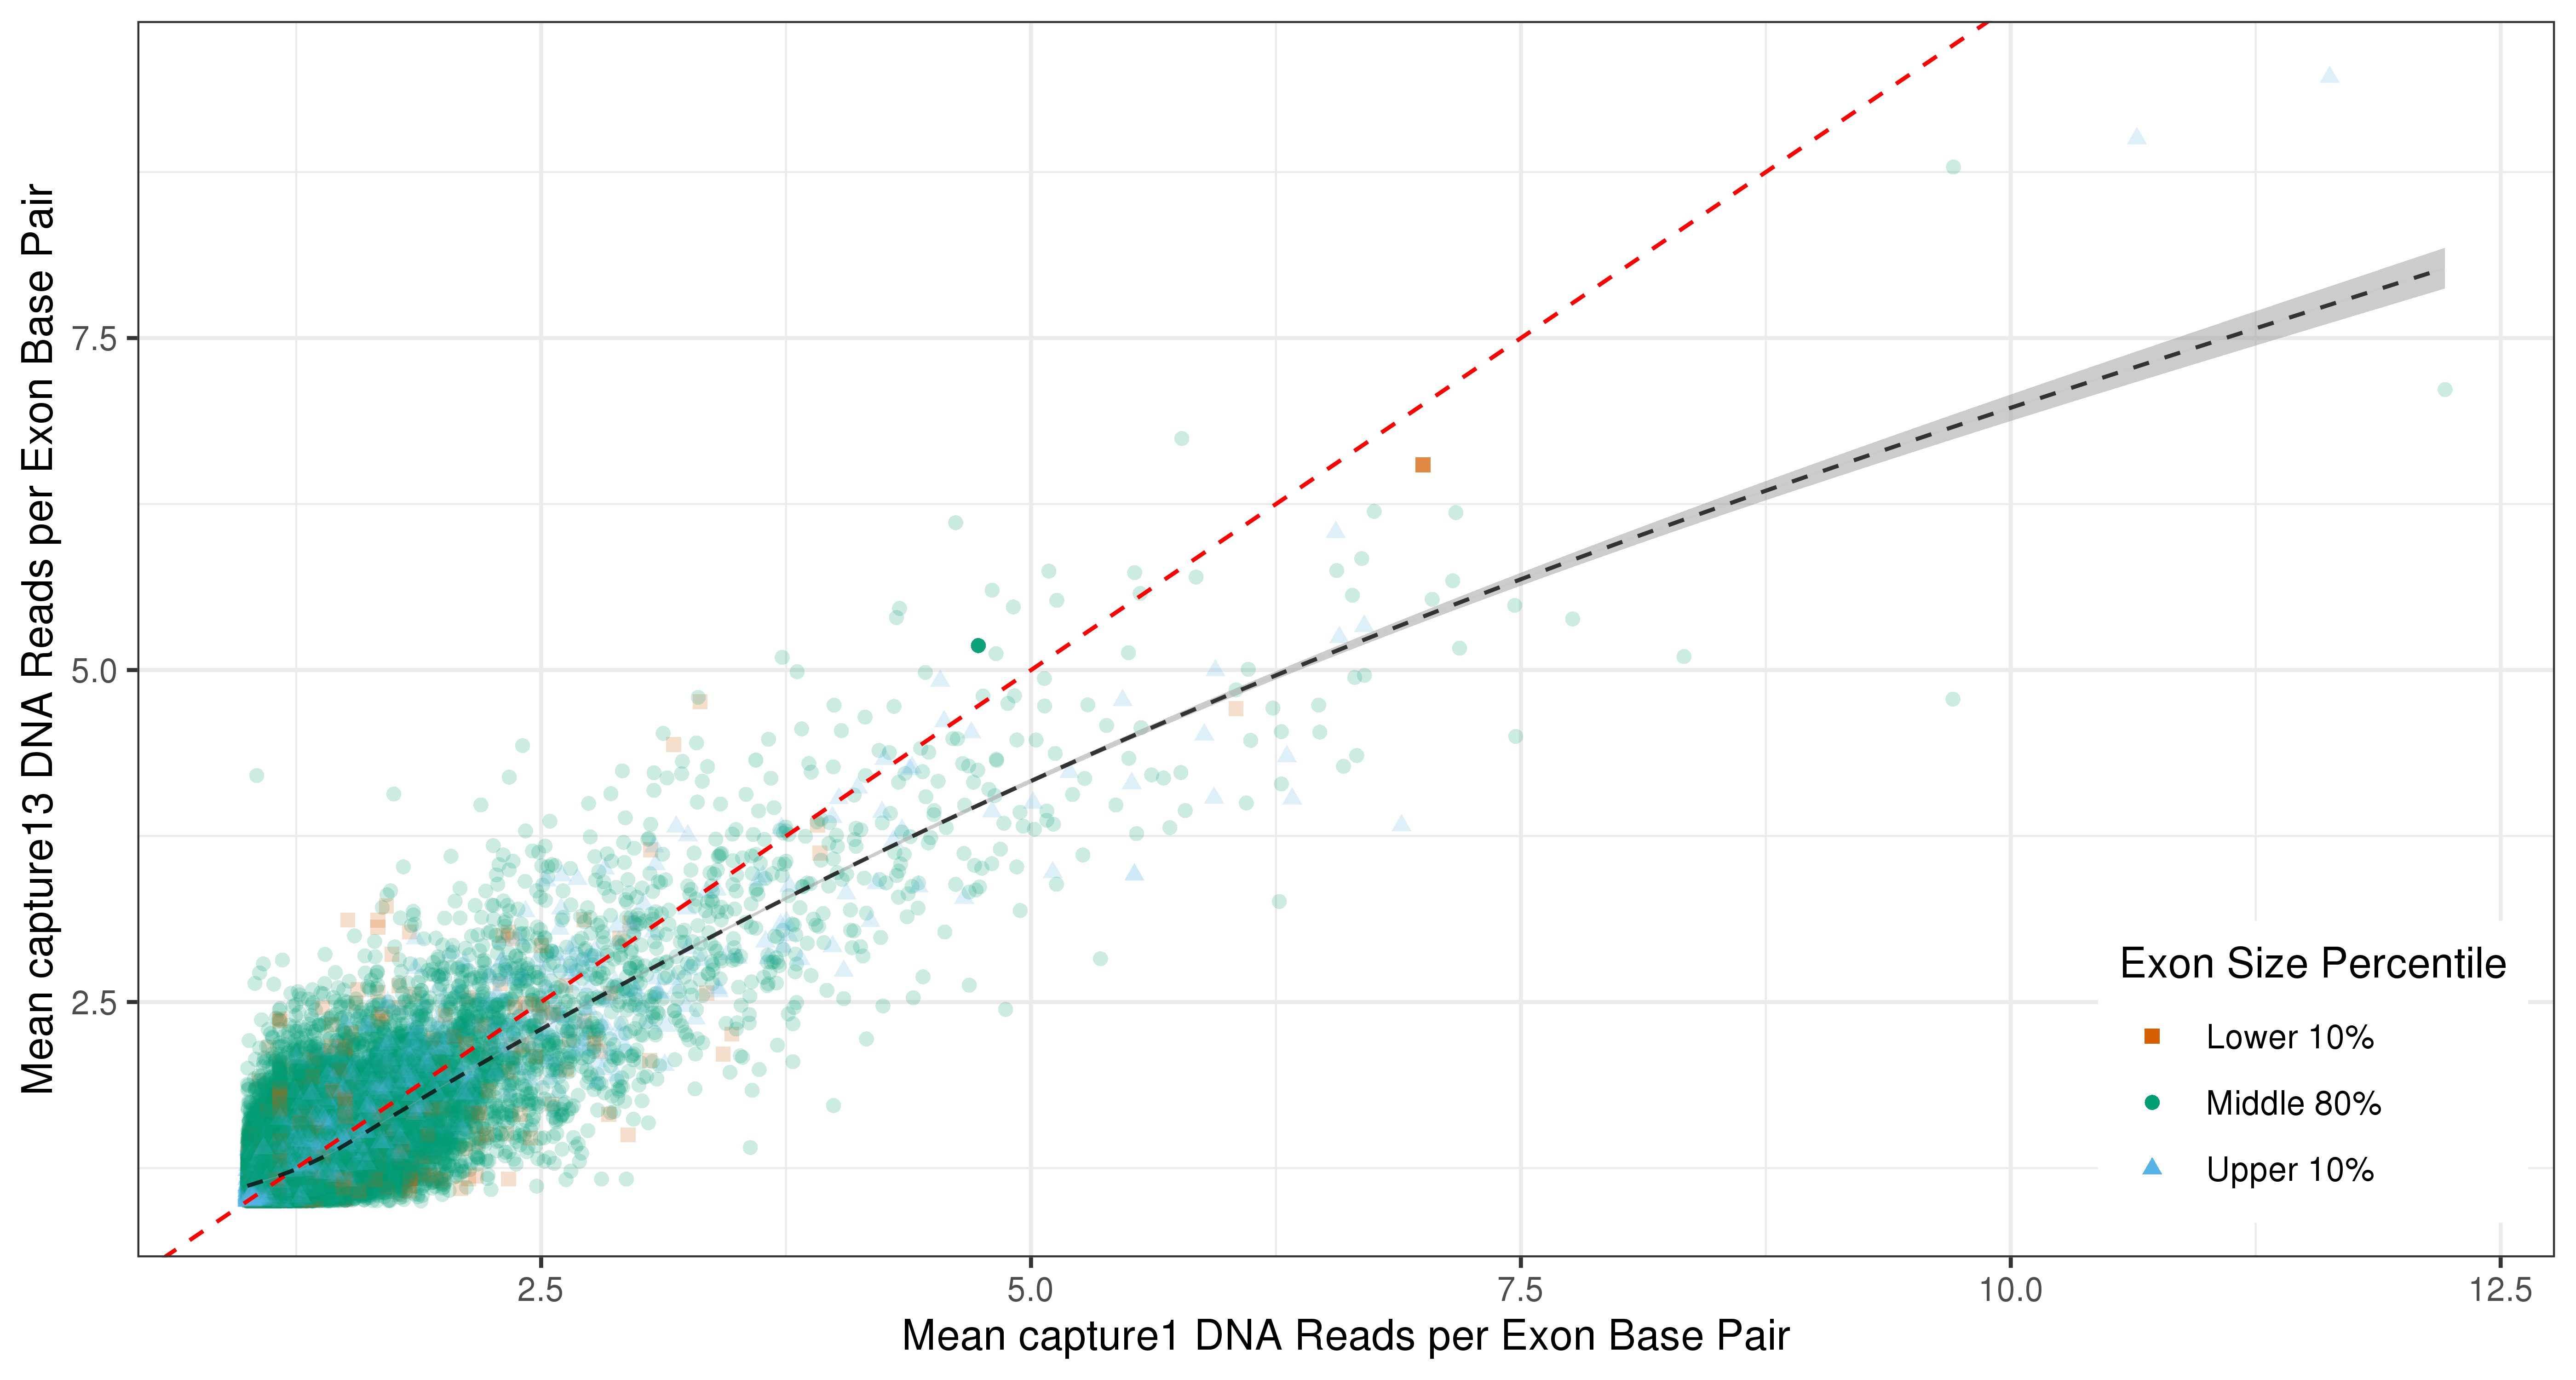 Mean capture13 DNA Reads per Exon Base Pair
7.5
5.0
2.5
Exon Size Percentile
Lower 10%
Middle 80%
Upper 10%
2.5 5.0 7.5 10.0 12.5
Mean capture1 DNA Reads per Exon Base Pair